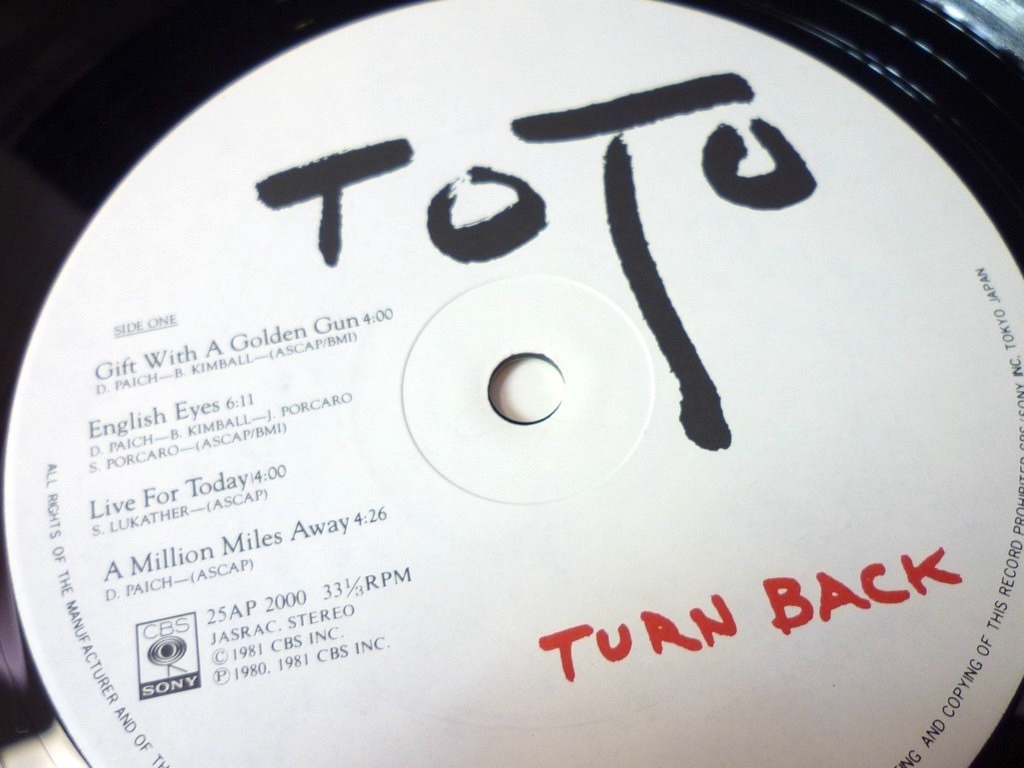 TOTO
SIDE ONE
Gift With A Golden Gun 4:00
D. PAICH—B. KIMBALL—(ASCAP/BMI)
English Eyes 6:11
D. PAICH—B. KIMBALL—J. PORCARO
S. PORCARO—(ASCAP/BMI)
Live For Today 4:00
S. LUKATHER—(ASCAP)
A Million Miles Away 4:26
D. PAICH—(ASCAP)
CBS
SONY
25AP 2000 33⅓RPM
JASRAC. STEREO
©1981 CBS INC.
℗1980, 1981 CBS INC.
TURN BACK
ALL RIGHTS OF THE MANUFACTURER AND OF
AND COPYING OF THIS RECORD PROHIBITED CBS/SONY INC. TOKYO JAPAN